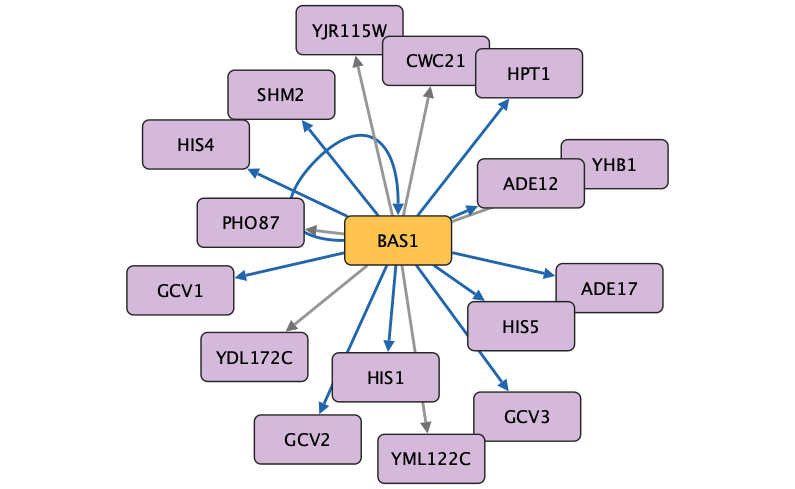 YJR115W
CWC21
HPT1
SHM2
HIS4
YHB1
ADE12
PHO87
BAS1
GCV1
ADE17
HIS5
YDL172C
HIS1
GCV3
GCV2
YML122C